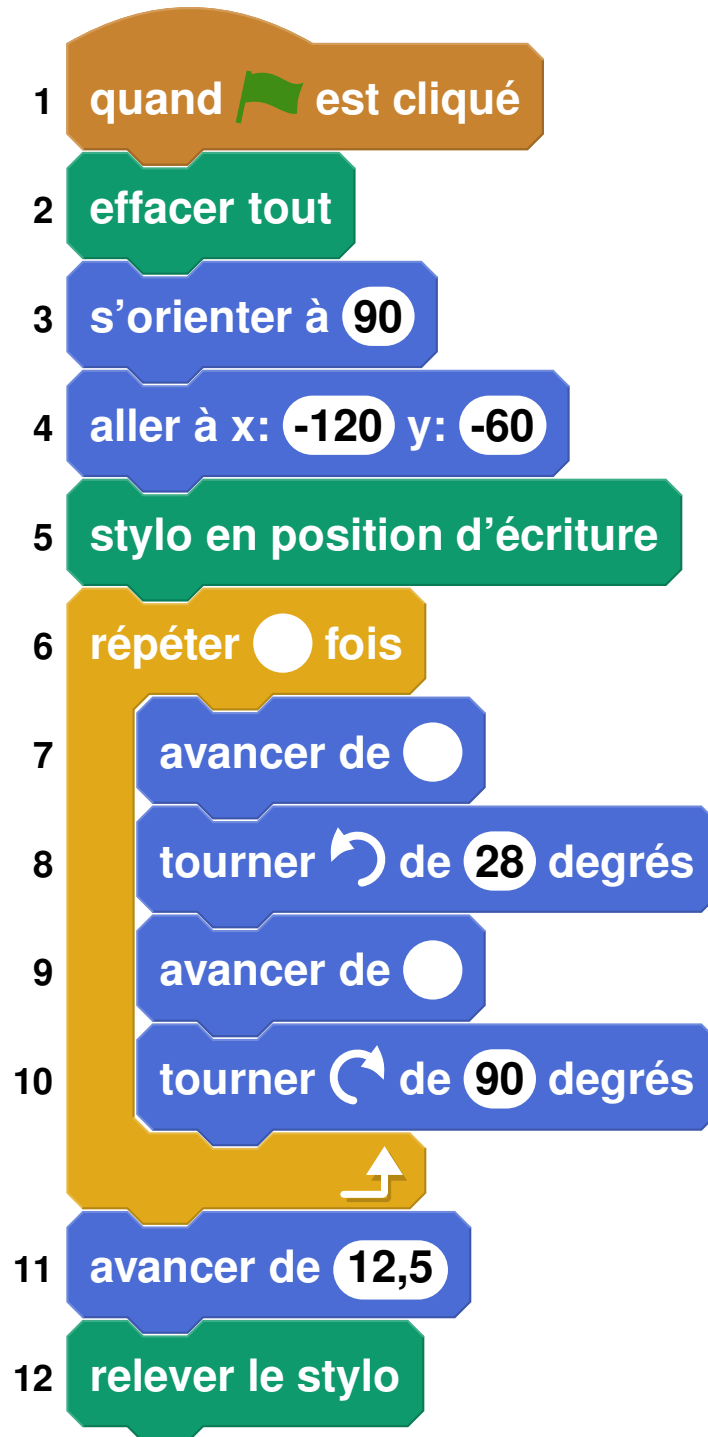 1 quand est cliqué
2 effacer tout
3 s’orienter à 90
4 aller à x: -120 y: -60
5 stylo en position d’écriture
6 répéter fois
7 avancer de
8 tourner de 28 degrés
9 avancer de
10 tourner de 90 degrés
11 avancer de 12,5
12 relever le stylo